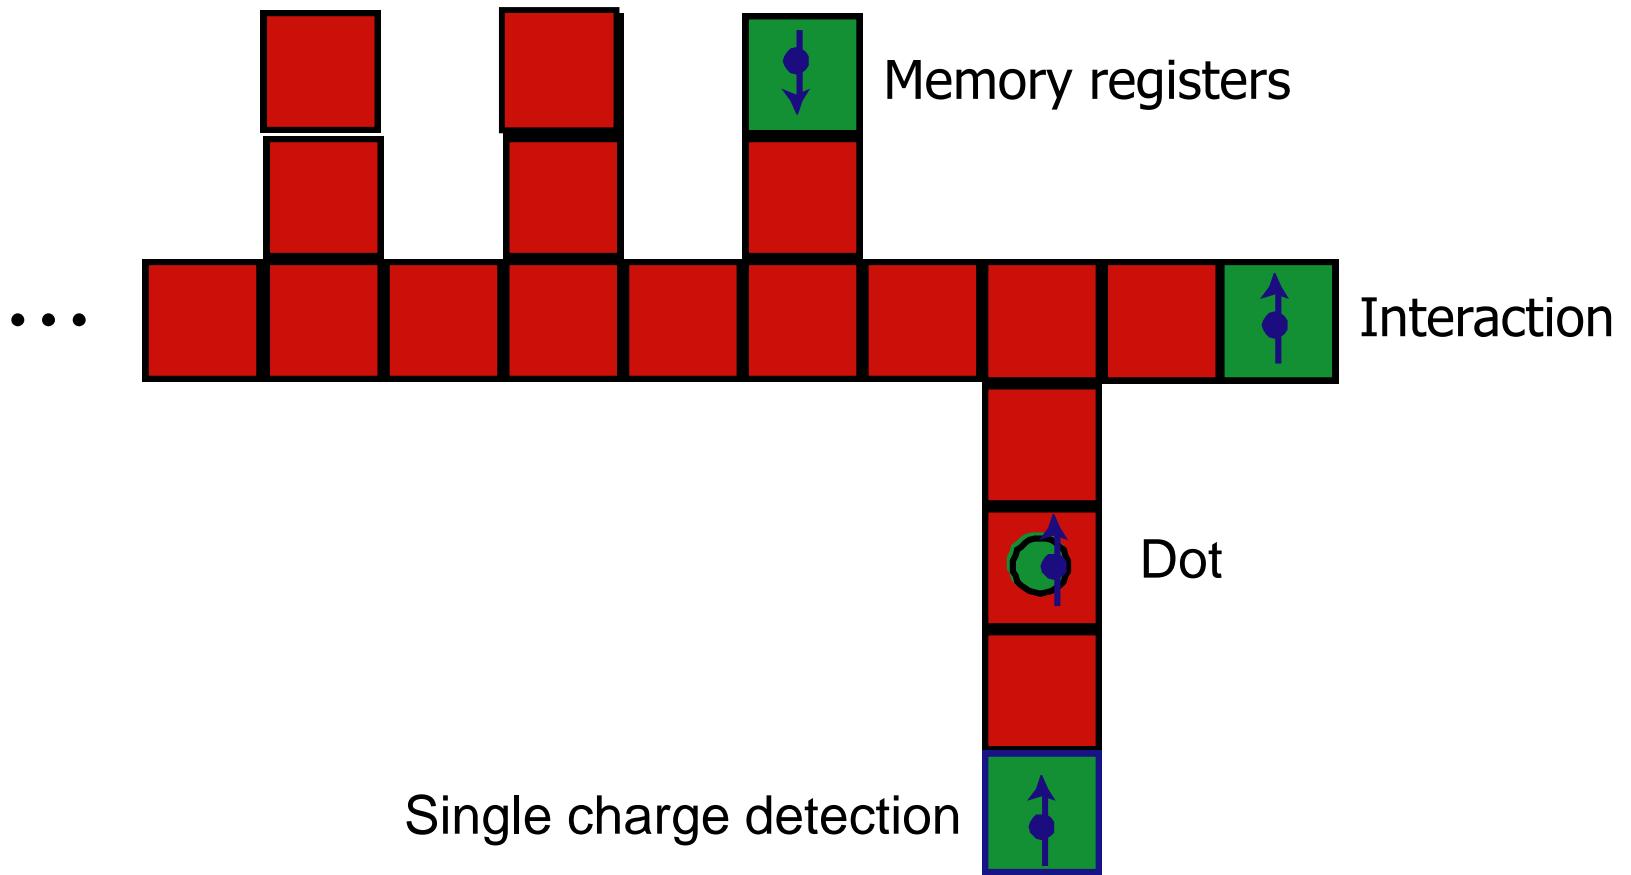 Memory registers
...
Interaction
Dot
Single charge detection